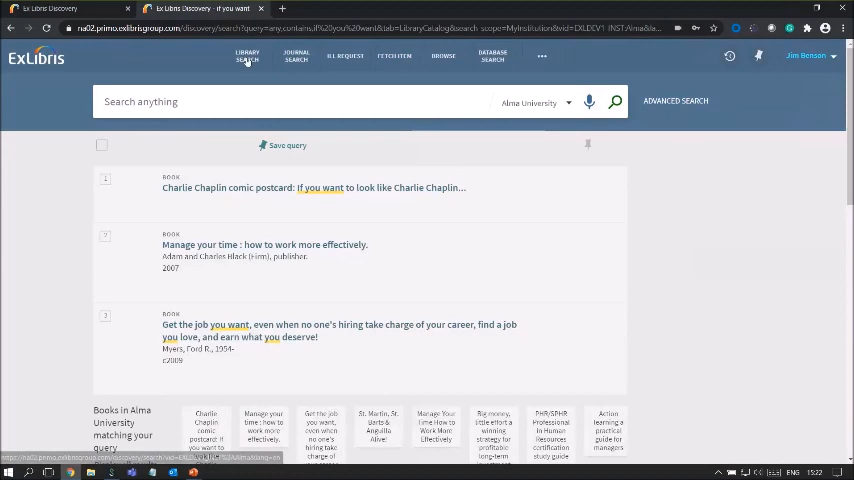 Ex Libris Discovery
Ex Libris Discovery - if you want
na02.primo.exlibrisgroup.com/discovery/search?query=any,contains,if%20you%20want&tab=LibraryCatalog&search_scope=MyInstitution&vid=EXLDEV1_INST:Alma&la...
ExLibris
LIBRARY SEARCH
JOURNAL SEARCH
ILL REQUEST
FETCH ITEM
BROWSE
DATABASE SEARCH
...
Jim Benson
Search anything
Alma University
ADVANCED SEARCH
Save query
1
BOOK
Charlie Chaplin comic postcard: If you want to look like Charlie Chaplin...
2
BOOK
Manage your time : how to work more effectively.
Adam and Charles Black (Firm), publisher.
2007
3
BOOK
Get the job you want, even when no one's hiring take charge of your career, find a job
you love, and earn what you deserve!
Myers, Ford R., 1954-
c2009
Books in Alma
University
matching your
query
Charlie
Chaplin
comic
postcard: If
you want to
look like
Manage your
time : how to
work more
effectively.
Get the job
you want,
even when
no one's
hiring take
charge of
St. Martin, St.
Barts &
Anguilla
Alive!
Manage Your
Time How to
Work More
Effectively
Big money,
little effort a
winning
strategy for
profitable
long-term
PHR/SPHR
Professional
in Human
Resources
certification
study guide
Action
learning a
practical
guide for
managers
ENG
15:22